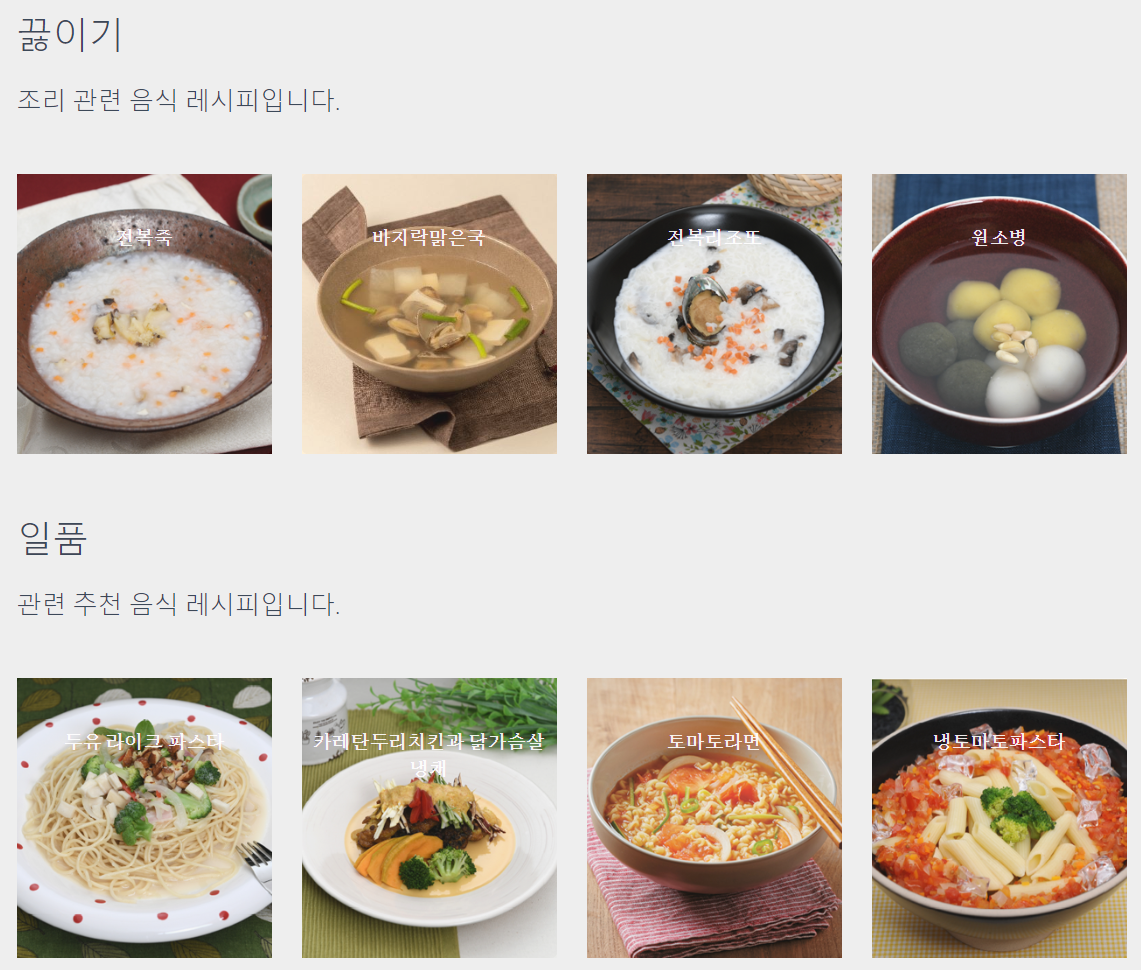 끓이기
조리 관련 음식 레시피입니다.
전복죽
바지락맑은국
전복리조또
원소병
일품
관련 추천 음식 레시피입니다.
두유 라이크 파스타
카레탄두리치킨과 닭가슴살
냉채
토마토라면
냉토마토파스타